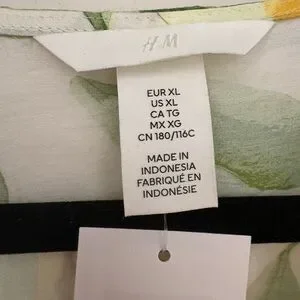 H&M
EUR XL
US XL
CA TG
MX XG
CN 180/116C
MADE IN
INDONESIA
FABRIQUÉ EN
INDONÉSIE